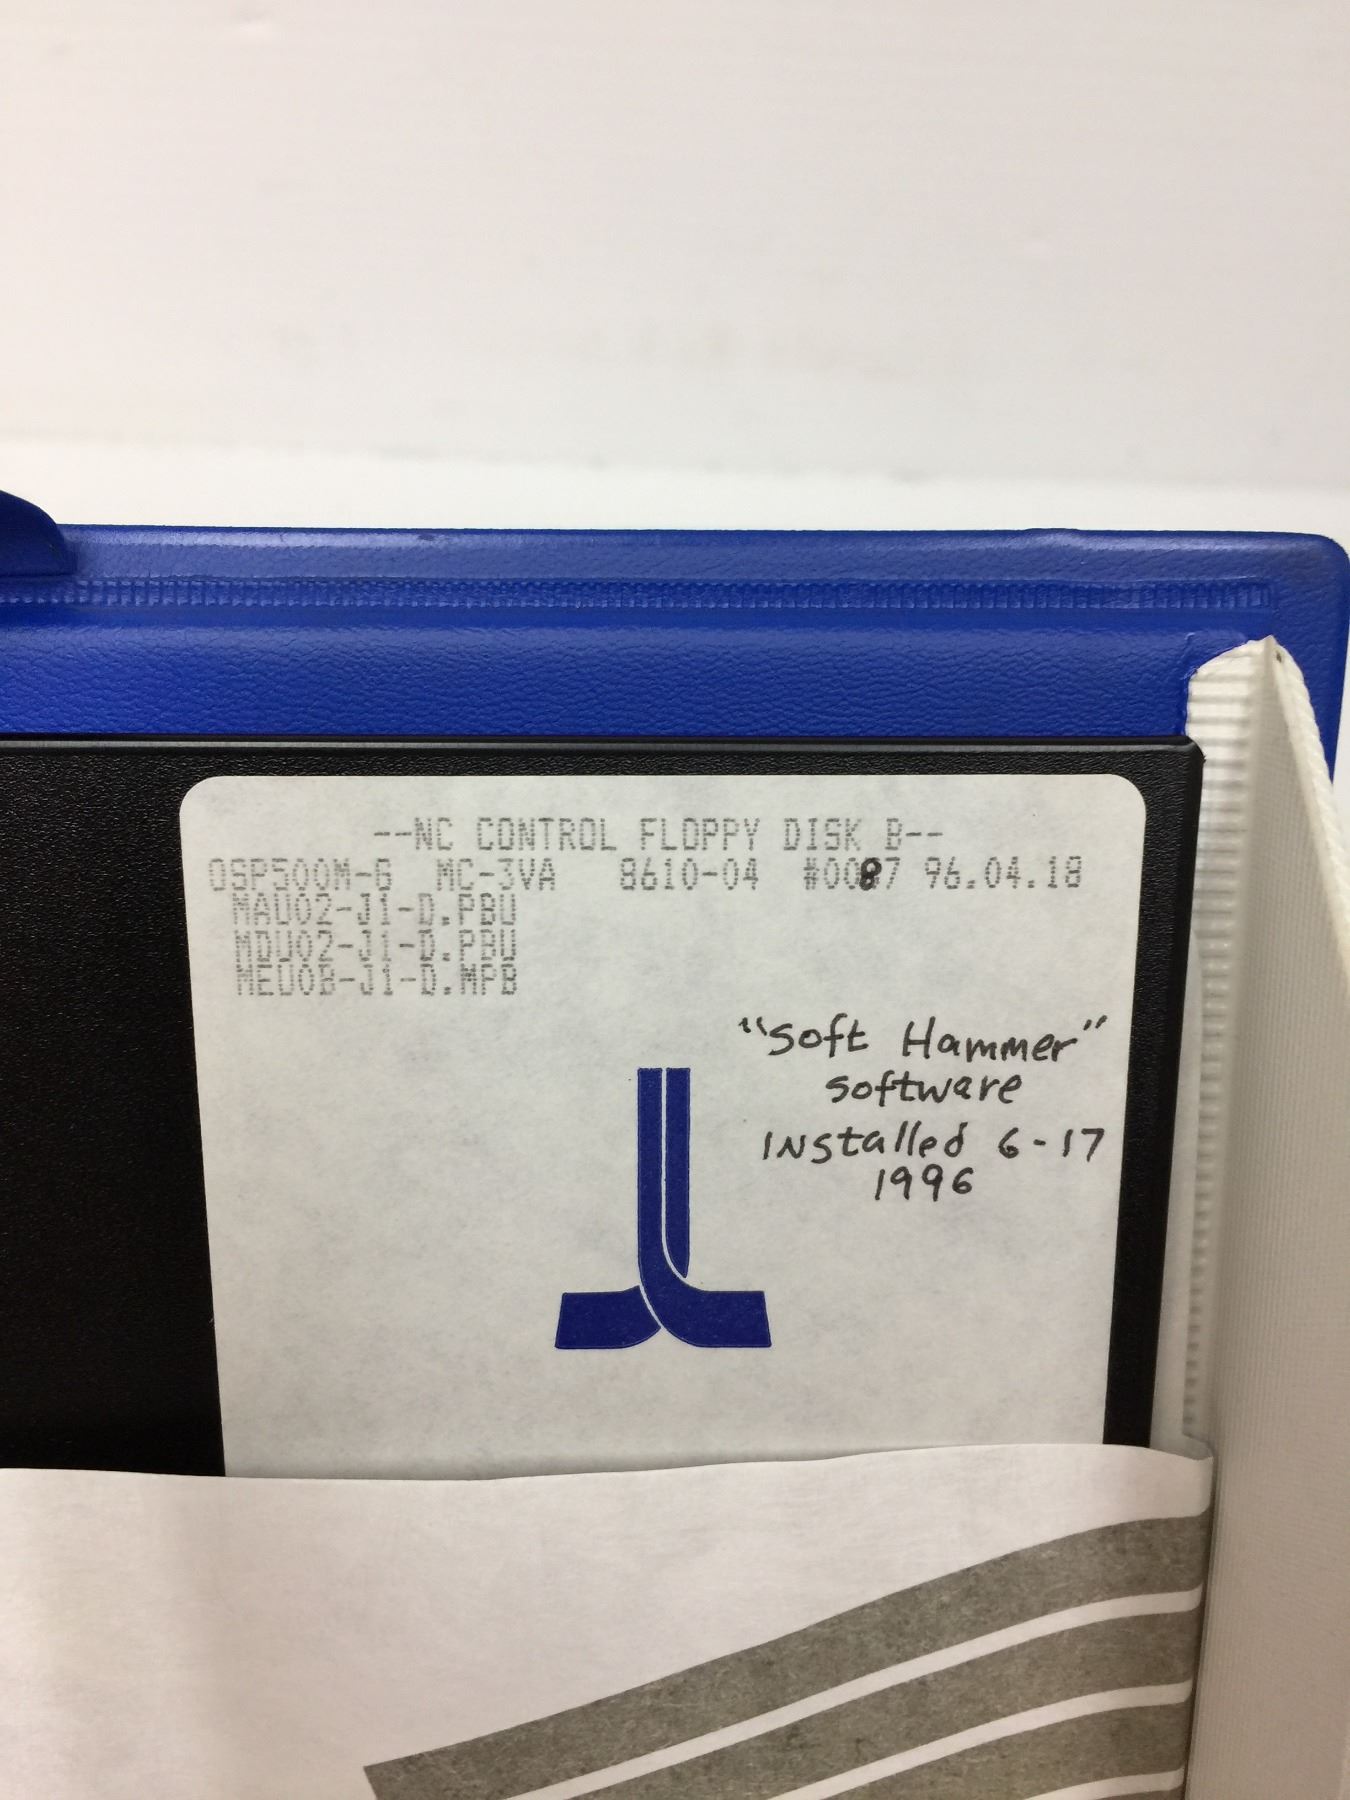 --NC CONTROL FLOPPY DISK B--
OSP500M-G MC-3VA 8610-04 #0087 96.04.18
MAU02-J1-D.PBU
MDU02-J1-D.PBU
MEU0B-J1-D.MPB
"Soft Hammer"
software
INstalled 6-17
1996